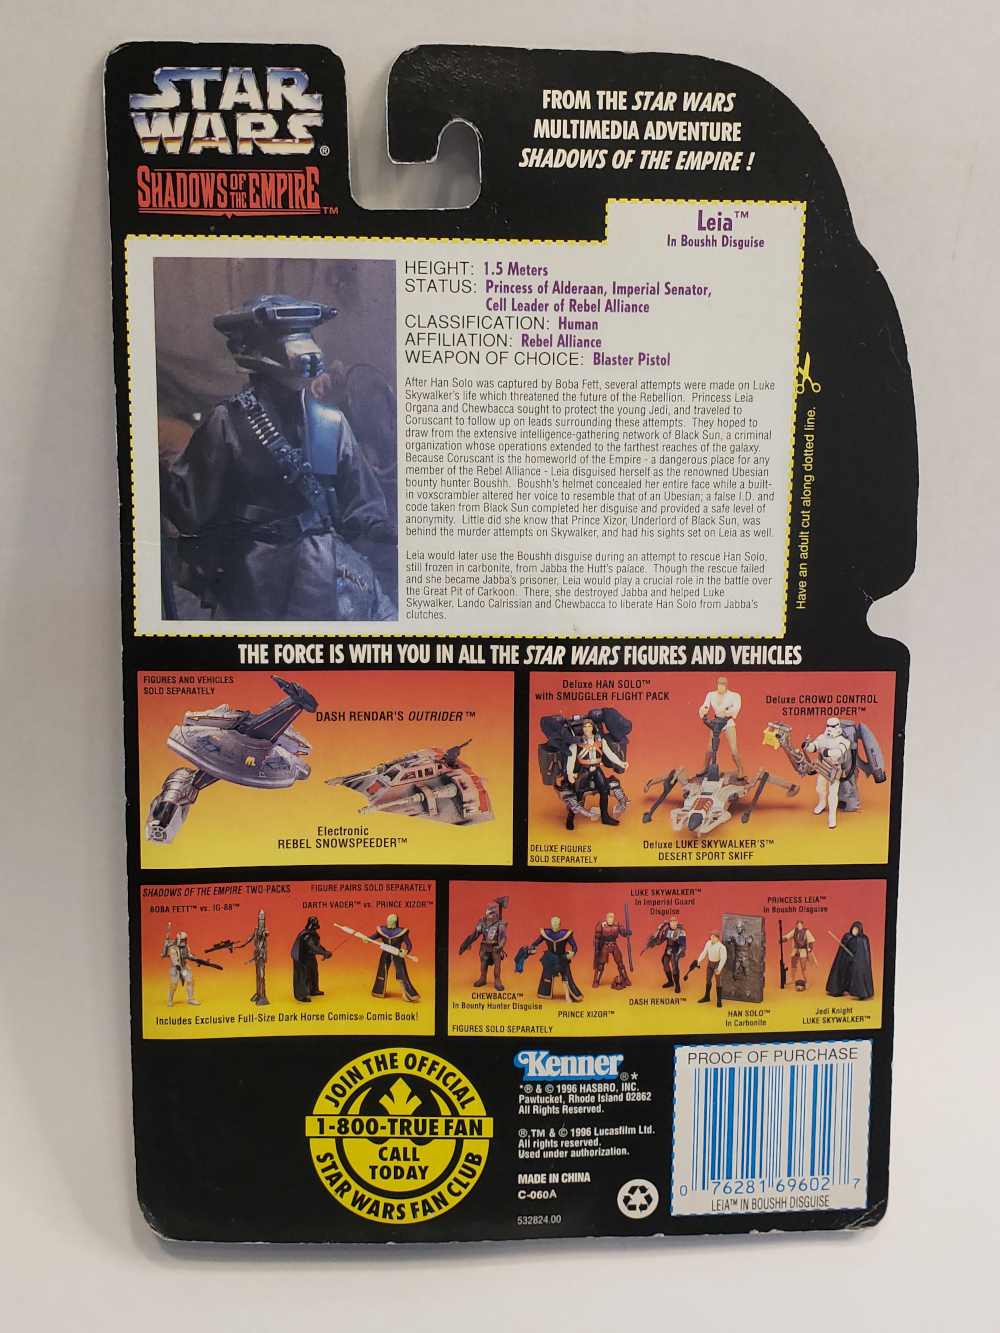 STAR
WARS®
SHADOWS OF THE EMPIRE™
FROM THE STAR WARS
MULTIMEDIA ADVENTURE
SHADOWS OF THE EMPIRE !
Leia™
In Boushh Disguise
HEIGHT: 1.5 Meters
STATUS: Princess of Alderaan, Imperial Senator,
Cell Leader of Rebel Alliance
CLASSIFICATION: Human
AFFILIATION: Rebel Alliance
WEAPON OF CHOICE: Blaster Pistol
After Han Solo was captured by Boba Fett, several attempts were made on Luke
Skywalker's life which threatened the future of the Rebellion. Princess Leia
Organa and Chewbacca sought to protect the young Jedi, and traveled to
Coruscant to follow up on leads surrounding these attempts. They hoped to
draw from the extensive intelligence-gathering network of Black Sun, a criminal
organization whose operations extended to the farthest reaches of the galaxy.
Because Coruscant is the homeworld of the Empire - a dangerous place for any
member of the Rebel Alliance - Leia disguised herself as the renowned Ubesian
bounty hunter Boushh. Boushh's helmet concealed her entire face while a built-
in voxscrambler altered her voice to resemble that of an Ubesian; a false I.D. and
code taken from Black Sun completed her disguise and provided a safe level of
anonymity. Little did she know that Prince Xizor, Underlord of Black Sun, was
behind the murder attempts on Skywalker, and had his sights set on Leia as well.
Leia would later use the Boushh disguise during an attempt to rescue Han Solo,
still frozen in carbonite, from Jabba the Hutt's palace. Though the rescue failed
and she became Jabba's prisoner, Leia would play a crucial role in the battle over
the Great Pit of Carkoon. There, she destroyed Jabba and helped Luke
Skywalker, Lando Calrissian and Chewbacca to liberate Han Solo from Jabba's
clutches.
Have an adult cut along dotted line.
THE FORCE IS WITH YOU IN ALL THE STAR WARS FIGURES AND VEHICLES
FIGURES AND VEHICLES
SOLD SEPARATELY
DASH RENDAR'S OUTRIDER™
Electronic
REBEL SNOWSPEEDER™
Deluxe HAN SOLO™
with SMUGGLER FLIGHT PACK
Deluxe CROWD CONTROL
STORMTROOPER™
DELUXE FIGURES
SOLD SEPARATELY
Deluxe LUKE SKYWALKER'S™
DESERT SPORT SKIFF
SHADOWS OF THE EMPIRE TWO-PACKS
FIGURE PAIRS SOLD SEPARATELY
BOBA FETT™ vs. IG-88™
DARTH VADER™ vs. PRINCE XIZOR™
Includes Exclusive Full-Size Dark Horse Comics® Comic Book!
LUKE SKYWALKER™
In Imperial Guard
Disguise
PRINCESS LEIA™
In Boushh Disguise
CHEWBACCA™
In Bounty Hunter Disguise
PRINCE XIZOR™
DASH RENDAR™
HAN SOLO™
In Carbonite
Jedi Knight
LUKE SKYWALKER™
FIGURES SOLD SEPARATELY
JOIN THE OFFICIAL
1-800-TRUE FAN
CALL
TODAY
STAR WARS FAN CLUB
Kenner®*
*® & © 1996 HASBRO, INC.
Pawtucket, Rhode Island 02862
All Rights Reserved.
®,TM & © 1996 Lucasfilm Ltd.
All rights reserved.
Used under authorization.
MADE IN CHINA
C-060A
532824.00
PROOF OF PURCHASE
0 76281 69602 7
LEIA™ IN BOUSHH DISGUISE